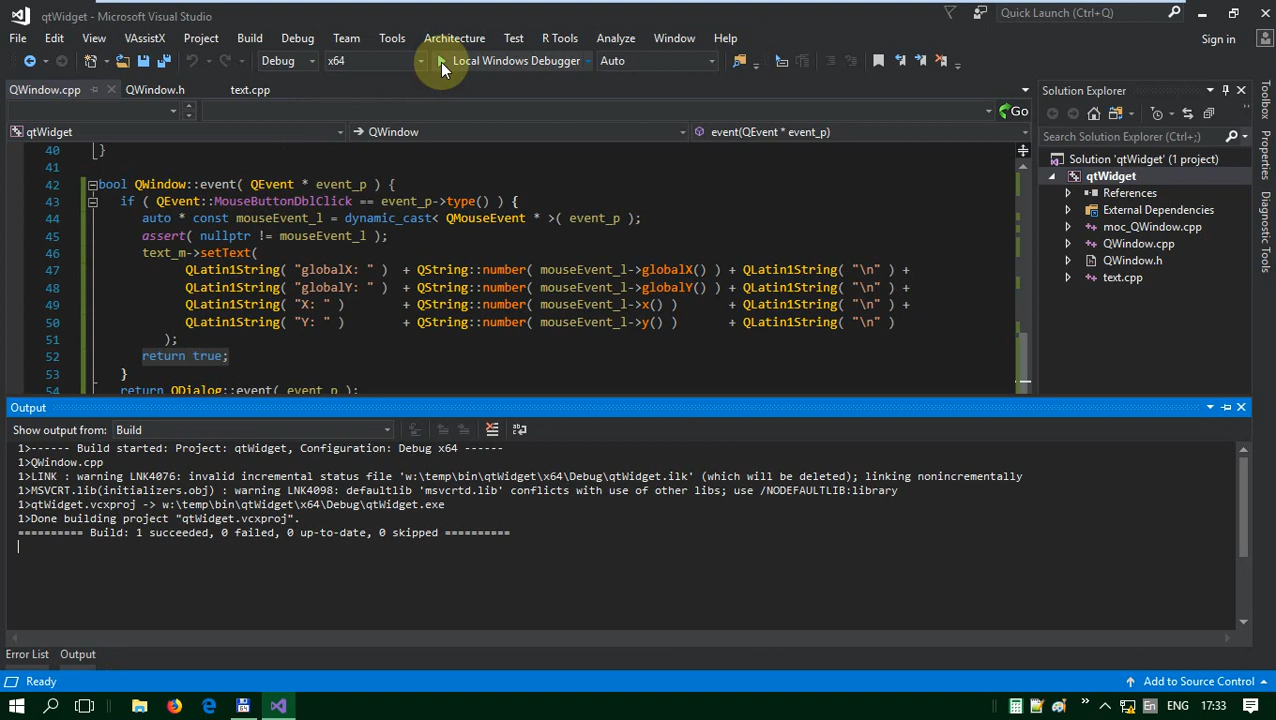 qtWidget - Microsoft Visual Studio
Quick Launch (Ctrl+Q)
File Edit View VAssistX Project Build Debug Team Tools Architecture Test R Tools Analyze Window Help
Sign in
Debug x64 Local Windows Debugger Auto
QWindow.cpp QWindow.h text.cpp
Go
qtWidget QWindow event(QEvent * event_p)
40 }
41
42 bool QWindow::event( QEvent * event_p ) {
43 if ( QEvent::MouseButtonDblClick == event_p->type() ) {
44 auto * const mouseEvent_l = dynamic_cast< QMouseEvent * >( event_p );
45 assert( nullptr != mouseEvent_l );
46 text_m->setText(
47 QLatin1String( "globalX: " ) + QString::number( mouseEvent_l->globalX() ) + QLatin1String( "\n" ) +
48 QLatin1String( "globalY: " ) + QString::number( mouseEvent_l->globalY() ) + QLatin1String( "\n" ) +
49 QLatin1String( "X: " ) + QString::number( mouseEvent_l->x() ) + QLatin1String( "\n" ) +
50 QLatin1String( "Y: " ) + QString::number( mouseEvent_l->y() ) + QLatin1String( "\n" )
51 );
52 return true;
53 }
54 return QDialog::event( event_p );
Solution Explorer
Search Solution Explorer (Ctrl+;)
Solution 'qtWidget' (1 project)
qtWidget
References
External Dependencies
moc_QWindow.cpp
QWindow.cpp
QWindow.h
text.cpp
Toolbox
Properties
Diagnostic Tools
Output
Show output from: Build
1>------ Build started: Project: qtWidget, Configuration: Debug x64 ------
1>QWindow.cpp
1>LINK : warning LNK4076: invalid incremental status file 'w:\temp\bin\qtWidget\x64\Debug\qtWidget.ilk' (which will be deleted); linking nonincrementally
1>MSVCRT.lib(initializers.obj) : warning LNK4098: defaultlib 'msvcrtd.lib' conflicts with use of other libs; use /NODEFAULTLIB:library
1>qtWidget.vcxproj -> w:\temp\bin\qtWidget\x64\Debug\qtWidget.exe
1>Done building project "qtWidget.vcxproj".
========== Build: 1 succeeded, 0 failed, 0 up-to-date, 0 skipped ==========
Error List Output
Ready
Add to Source Control
En ENG 17:33